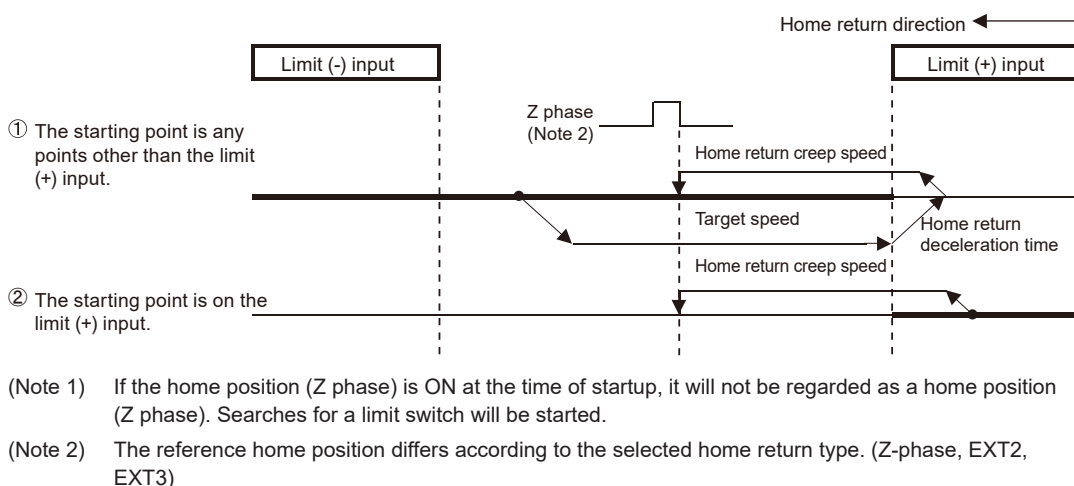 Home return direction
Limit (-) input
Limit (+) input
Z phase
(Note 2)
① The starting point is any
points other than the limit
(+) input.
Home return creep speed
Target speed
Home return
deceleration time
Home return creep speed
② The starting point is on the
limit (+) input.
(Note 1) If the home position (Z phase) is ON at the time of startup, it will not be regarded as a home position
(Z phase). Searches for a limit switch will be started.
(Note 2) The reference home position differs according to the selected home return type. (Z-phase, EXT2,
EXT3)